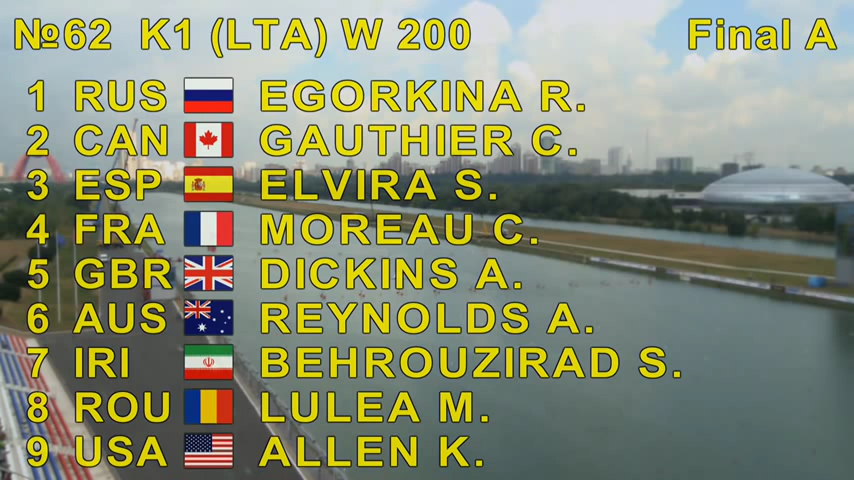 №62 K1 (LTA) W 200 Final A
1 RUS EGORKINA R.
2 CAN GAUTHIER C.
3 ESP ELVIRA S.
4 FRA MOREAU C.
5 GBR DICKINS A.
6 AUS REYNOLDS A.
7 IRI BEHROUZIRAD S.
8 ROU LULEA M.
9 USA ALLEN K.